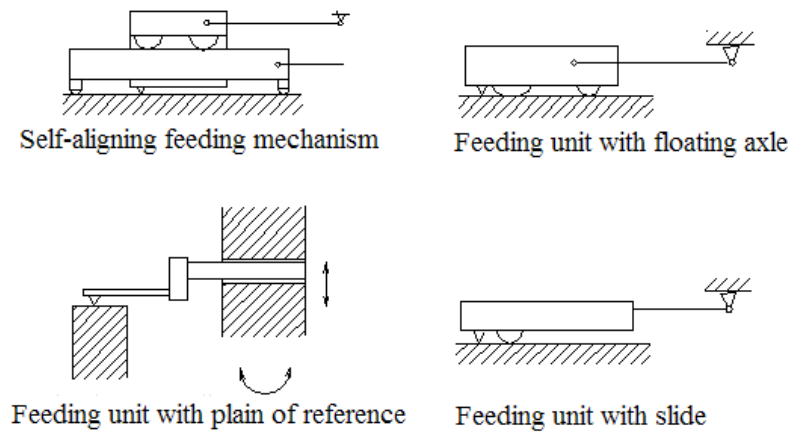 Self-aligning feeding mechanism
Feeding unit with floating axle
Feeding unit with plain of reference
Feeding unit with slide